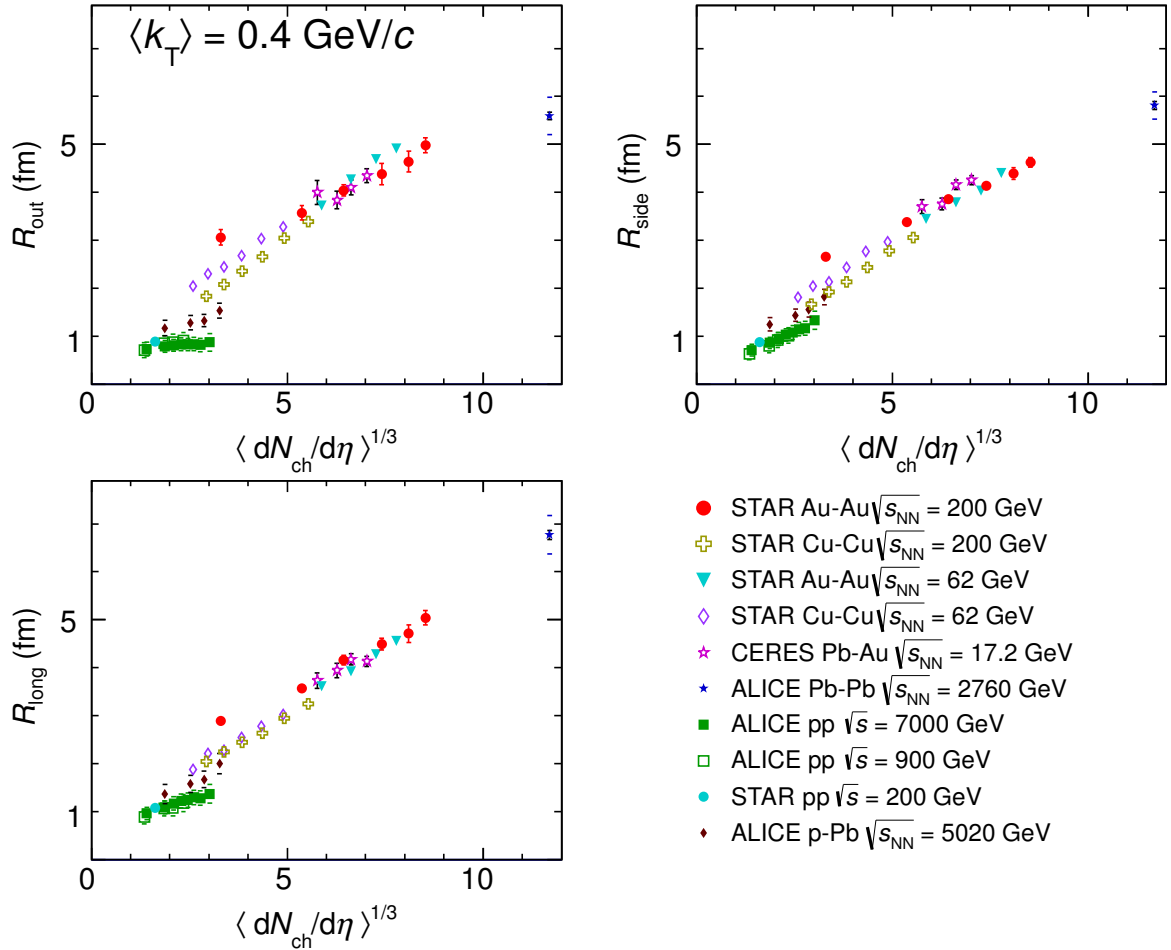 ⟨k_T⟩ = 0.4 GeV/c
R_out (fm)
5
1
0 5 10
⟨ dN_ch/dη ⟩^1/3
R_side (fm)
5
1
0 5 10
⟨ dN_ch/dη ⟩^1/3
R_long (fm)
5
1
0 5 10
⟨ dN_ch/dη ⟩^1/3
STAR Au-Au √s_NN = 200 GeV
STAR Cu-Cu √s_NN = 200 GeV
STAR Au-Au √s_NN = 62 GeV
STAR Cu-Cu √s_NN = 62 GeV
CERES Pb-Au √s_NN = 17.2 GeV
ALICE Pb-Pb √s_NN = 2760 GeV
ALICE pp √s = 7000 GeV
ALICE pp √s = 900 GeV
STAR pp √s = 200 GeV
ALICE p-Pb √s_NN = 5020 GeV